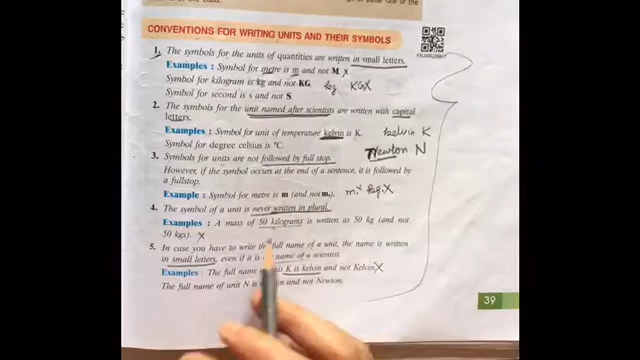 CONVENTIONS FOR WRITING UNITS AND THEIR SYMBOLS
1. The symbols for the units of quantities are written in small letters.
Examples : Symbol for metre is m and not M. X
Symbol for kilogram is kg and not KG. kg KG X
Symbol for second is s and not S.
2. The symbols for the unit named after scientists are written with capital
letters.
Examples : Symbol for unit of temperature kelvin is K. kelvin K
Symbol for degree celsius is °C. Newton N
3. Symbols for units are not followed by full stop.
However, if the symbol occurs at the end of a sentence, it is followed by
a fullstop.
Example : Symbol for metre is m (and not m.) m. X kg. X
4. The symbol of a unit is never written in plural.
Examples : A mass of 50 kilograms is written as 50 kg (and not
50 kgs). X
5. In case you have to write the full name of a unit, the name is written
in small letters, even if it is name of a scientist.
Examples : The full name K is kelvin and not Kelvin. X
The full name of unit N is and not Newton.
39